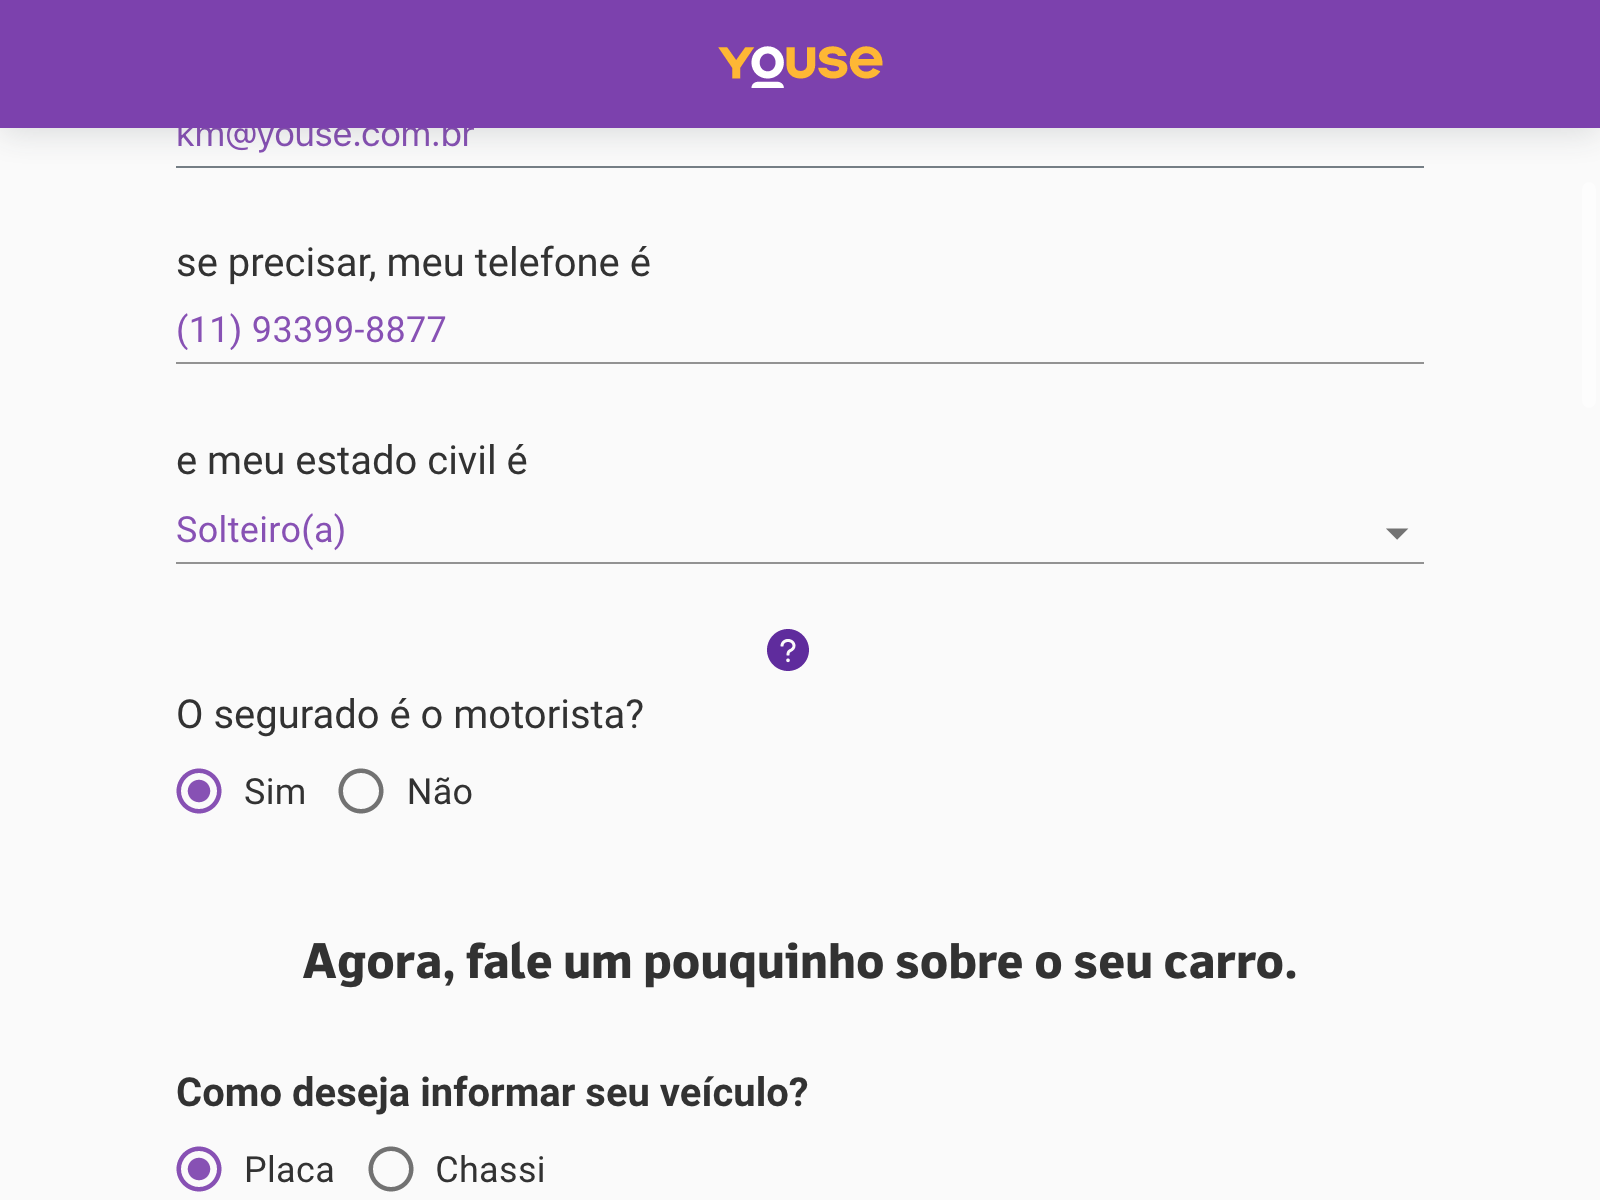 YOUSE
km@youse.com.br
se precisar, meu telefone é
(11) 93399-8877
e meu estado civil é
Solteiro(a)
?
O segurado é o motorista?
Sim Não
Agora, fale um pouquinho sobre o seu carro.
Como deseja informar seu veículo?
Placa Chassi